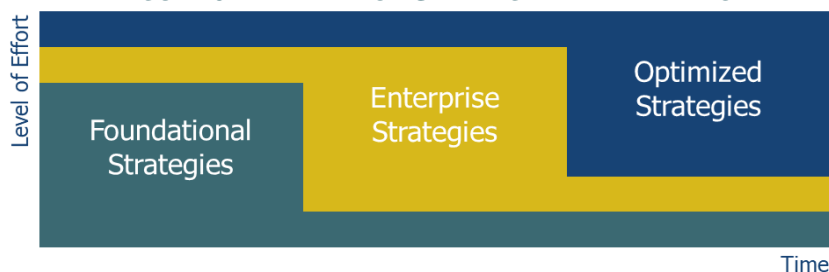 Level of Effort
Foundational
Strategies
Enterprise
Strategies
Optimized
Strategies
Time